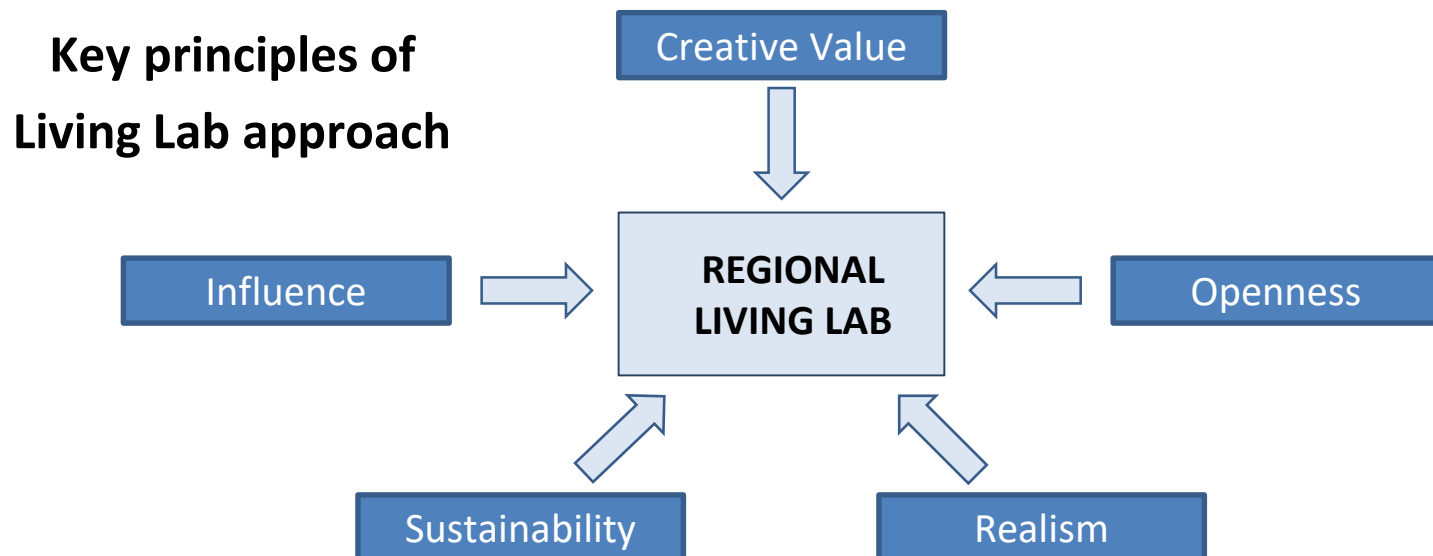 Key principles of
Living Lab approach
Creative Value
Influence
REGIONAL
LIVING LAB
Openness
Sustainability
Realism